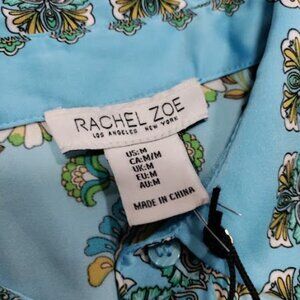 RACHEL ZOE
LOS ANGELES NEW YORK
US:M
CA:M/M
UK:M
EU:M
AU:M
MADE IN CHINA